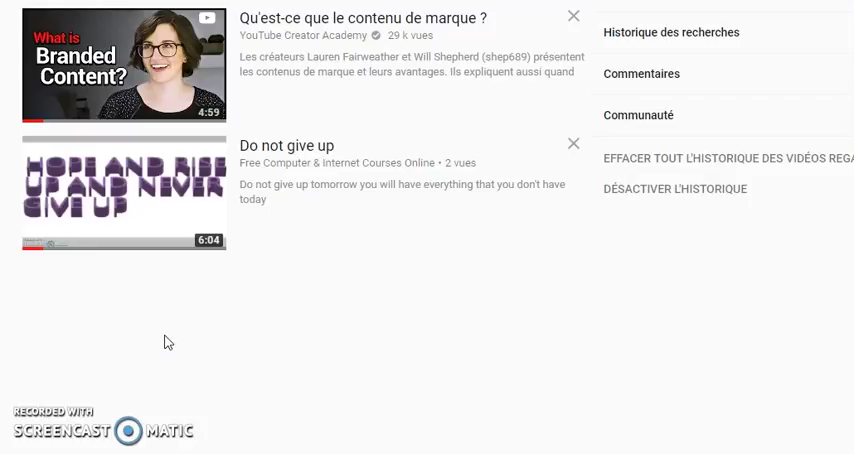 What is
Branded
Content?
4:59
Qu'est-ce que le contenu de marque ?
YouTube Creator Academy 29 k vues
Les créateurs Lauren Fairweather et Will Shepherd (shep689) présentent
les contenus de marque et leurs avantages. Ils expliquent aussi quand
HOPE AND RISE
UP AND NEVER
GIVE UP
6:04
Do not give up
Free Computer & Internet Courses Online • 2 vues
Do not give up tomorrow you will have everything that you don't have
today
Historique des recherches
Commentaires
Communauté
EFFACER TOUT L'HISTORIQUE DES VIDÉOS REGA
DÉSACTIVER L'HISTORIQUE
RECORDED WITH
SCREENCAST MATIC